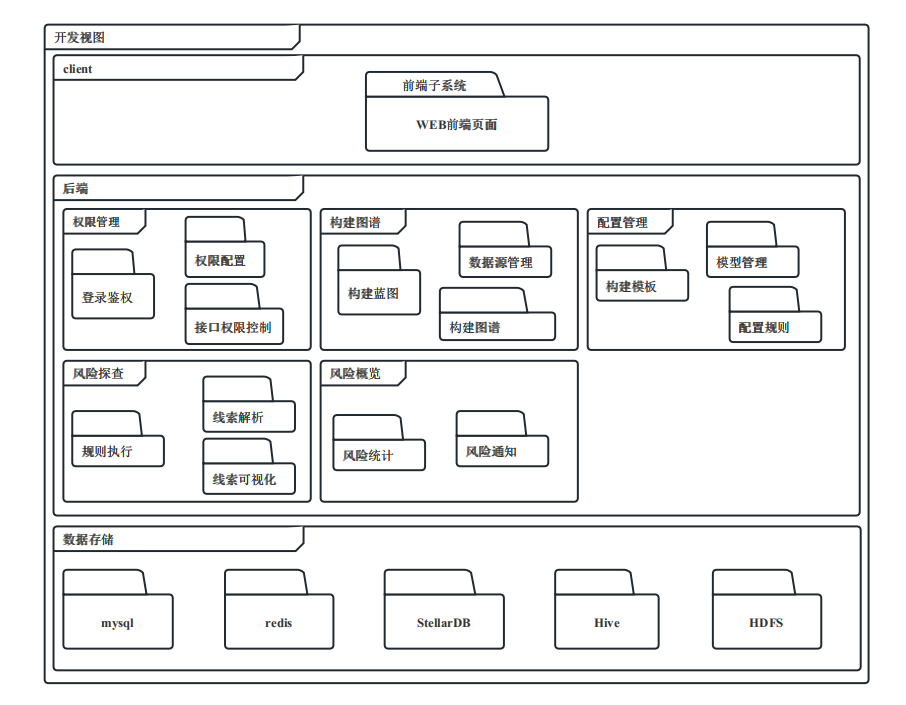 开发视图
client
前端子系统
WEB前端页面
后端
权限管理
登录鉴权
权限配置
接口权限控制
构建图谱
构建蓝图
数据源管理
构建图谱
配置管理
构建模板
模型管理
配置规则
风险探查
规则执行
线索解析
线索可视化
风险概览
风险统计
风险通知
数据存储
mysql
redis
StellarDB
Hive
HDFS